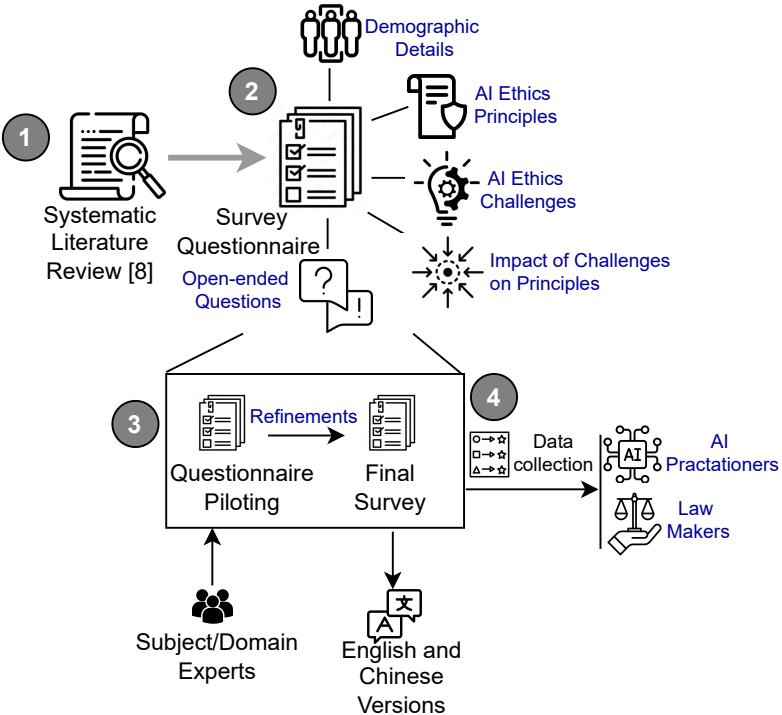 Demographic
Details
2
AI Ethics
Principles
1
AI Ethics
Challenges
Systematic
Literature
Review [8]
Survey
Questionnaire
Impact of Challenges
on Principles
Open-ended
Questions
?
!
3
4
Refinements
Questionnaire
Piloting
Final
Survey
Data
collection
AI
AI
Practationers
Law
Makers
Subject/Domain
Experts
文
A
English and
Chinese
Versions